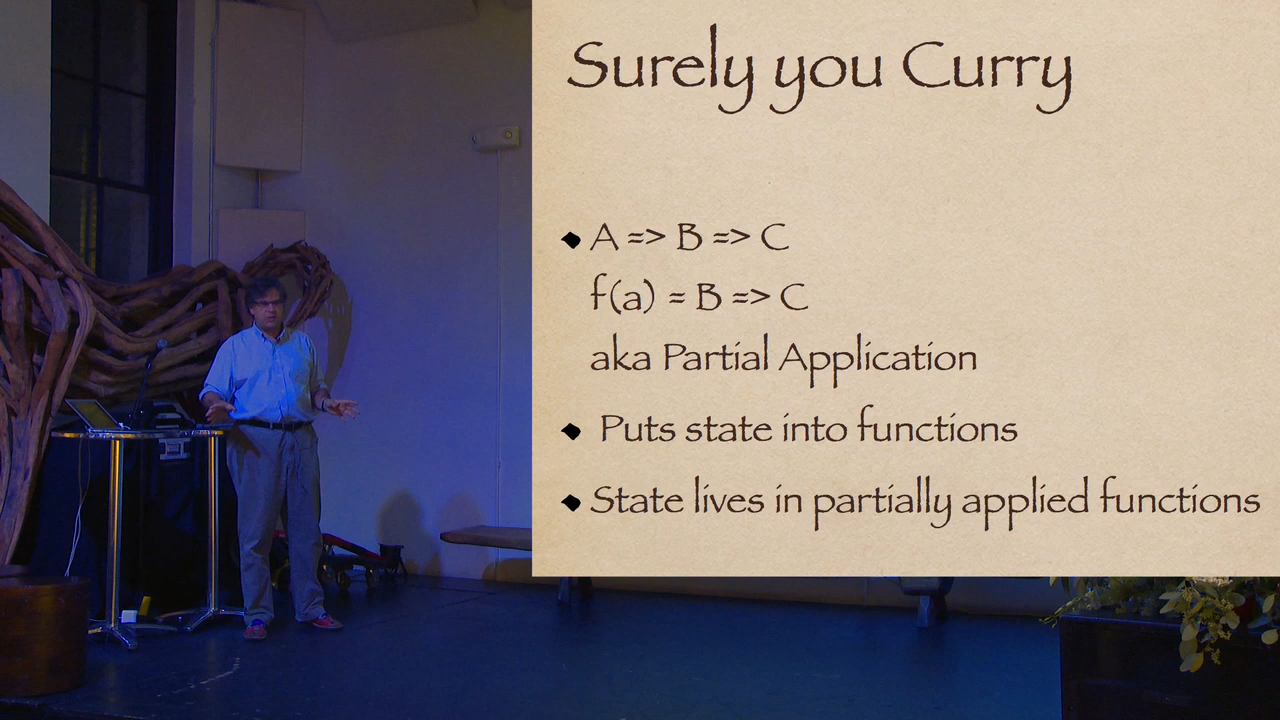 Surely you Curry
A => B => C
f(a) = B => C
aka Partial Application
Puts state into functions
State lives in partially applied functions